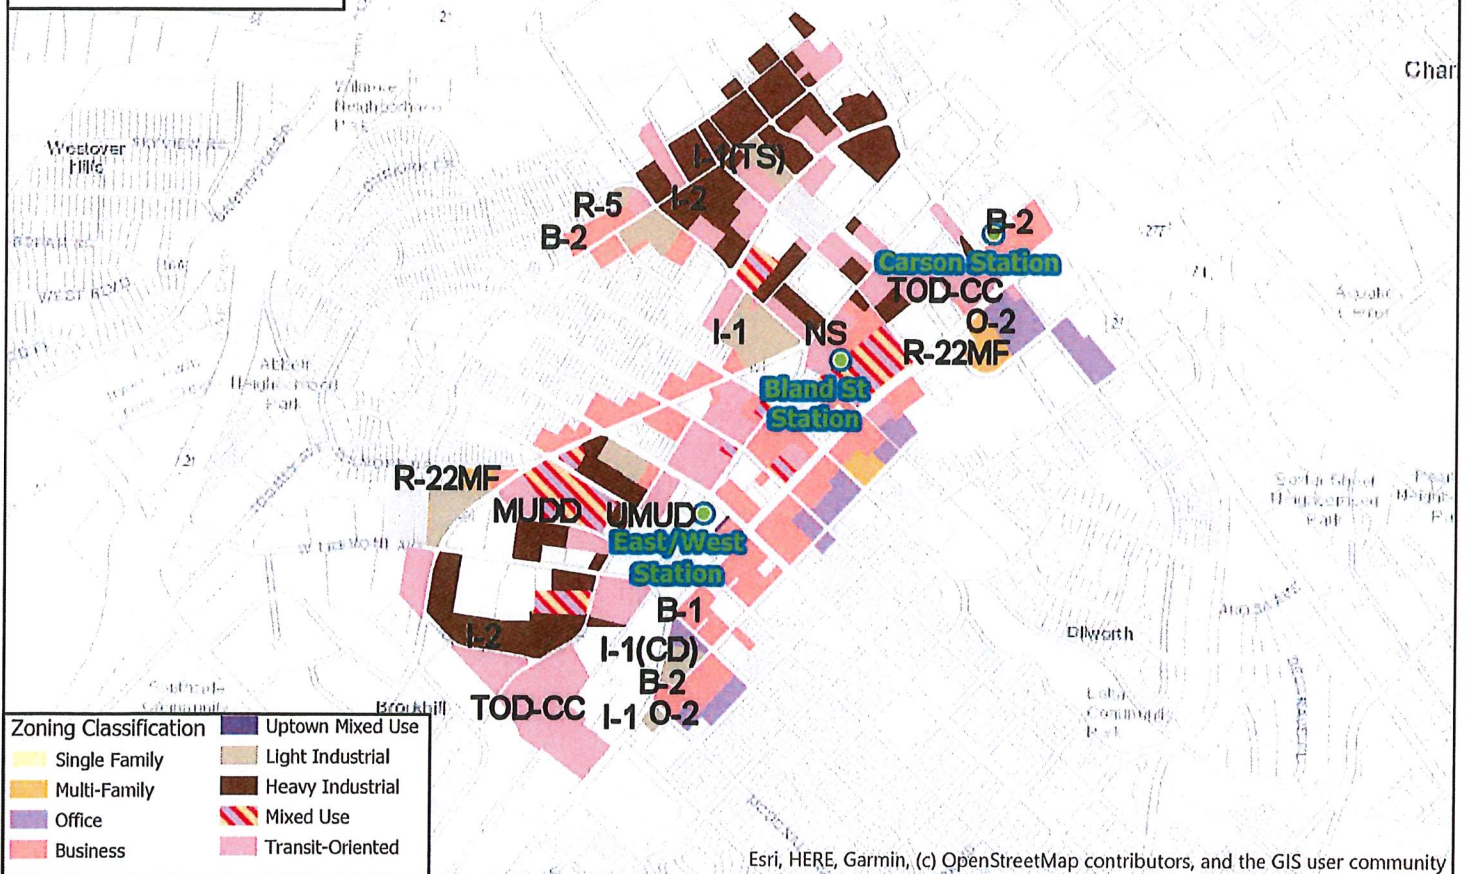 Char
Westover
Hills
I-1(TS)
R-5
I-2
B-2
B-2
Carson Station
TOD-CC
O-2
I-1
NS
R-22MF
Bland St
Station
R-22MF
MUDD
UMUD
East/West
Station
B-1
I-2
I-1(CD)
Dilworth
B-2
Brookhill
TOD-CC
I-1
O-2
WEST ROAD
Zoning Classification
Single Family
Multi-Family
Office
Business
Uptown Mixed Use
Light Industrial
Heavy Industrial
Mixed Use
Transit-Oriented
Esri, HERE, Garmin, (c) OpenStreetMap contributors, and the GIS user community